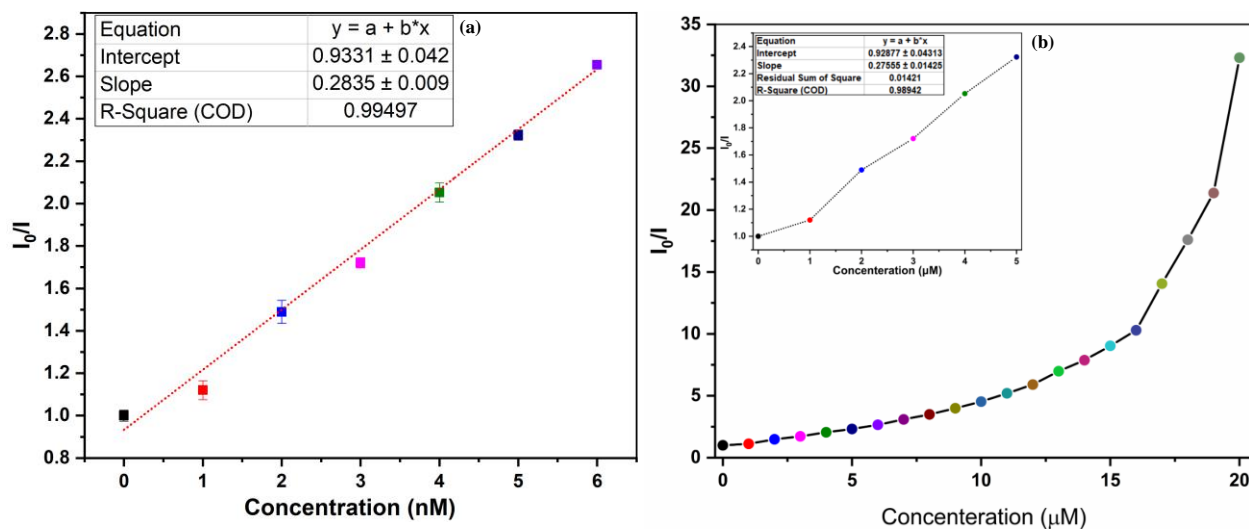 (a)
Equation y = a + b*x
Intercept 0.9331 ± 0.042
Slope 0.2835 ± 0.009
R-Square (COD) 0.99497
I0/I
2.8
2.6
2.4
2.2
2.0
1.8
1.6
1.4
1.2
1.0
0.8
0 1 2 3 4 5 6
Concentration (nM)
(b)
I0/I
35
30
25
20
15
10
5
0
0 5 10 15 20
Concenteration (μM)
Equation y = a + b*x
Intercept 0.92877 ± 0.04313
Slope 0.27555 ± 0.01425
Residual Sum of Square 0.01421
R-Square (COD) 0.98942
I0/I
2.4
2.2
2.0
1.8
1.6
1.4
1.2
1.0
0 1 2 3 4 5
Concenteration (μM)